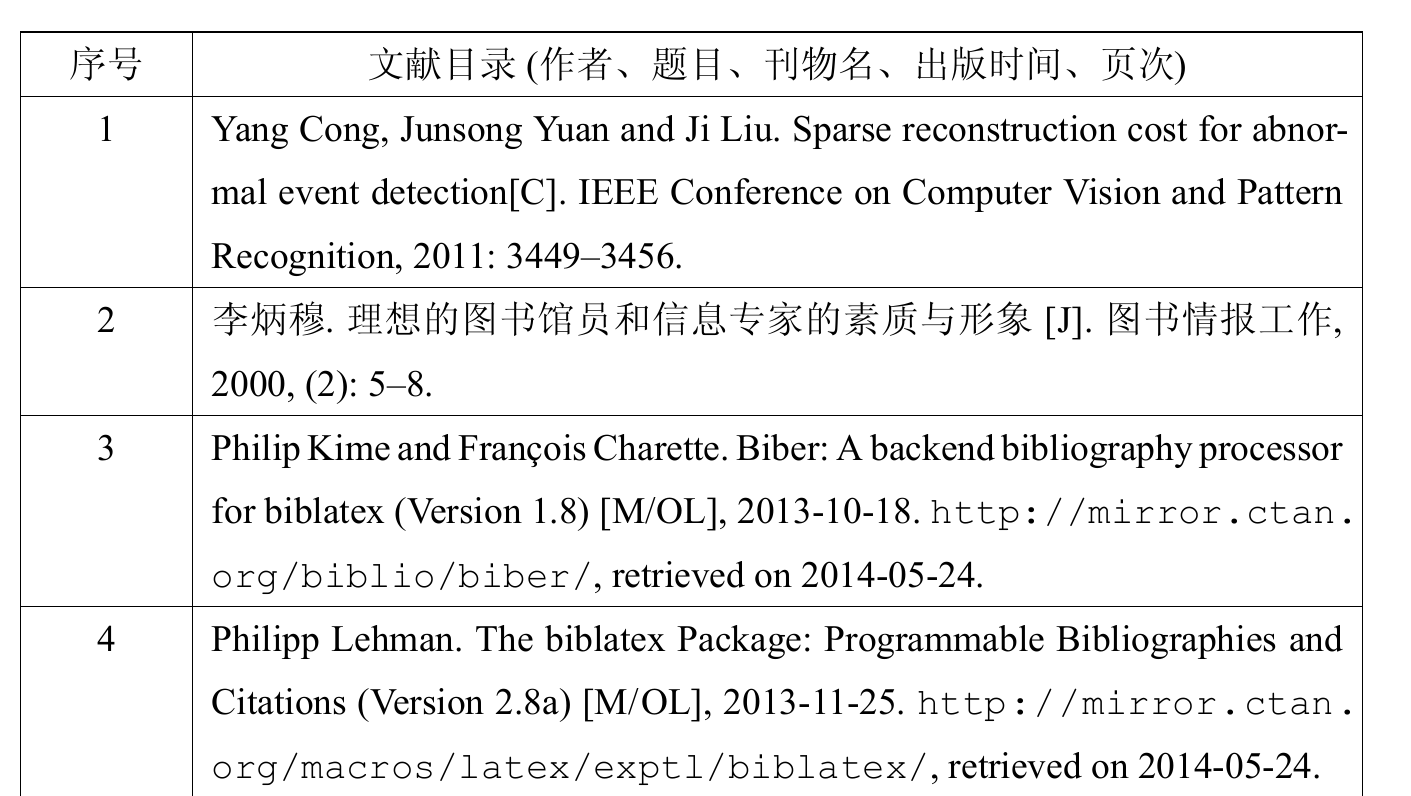 序号 文献目录 (作者、题目、刊物名、出版时间、页次)
1 Yang Cong, Junsong Yuan and Ji Liu. Sparse reconstruction cost for abnor-
mal event detection[C]. IEEE Conference on Computer Vision and Pattern
Recognition, 2011: 3449–3456.
2 李炳穆. 理想的图书馆员和信息专家的素质与形象 [J]. 图书情报工作,
2000, (2): 5–8.
3 Philip Kime and François Charette. Biber: A backend bibliography processor
for biblatex (Version 1.8) [M/OL], 2013-10-18. http://mirror.ctan.
org/biblio/biber/, retrieved on 2014-05-24.
4 Philipp Lehman. The biblatex Package: Programmable Bibliographies and
Citations (Version 2.8a) [M/OL], 2013-11-25. http://mirror.ctan.
org/macros/latex/exptl/biblatex/, retrieved on 2014-05-24.